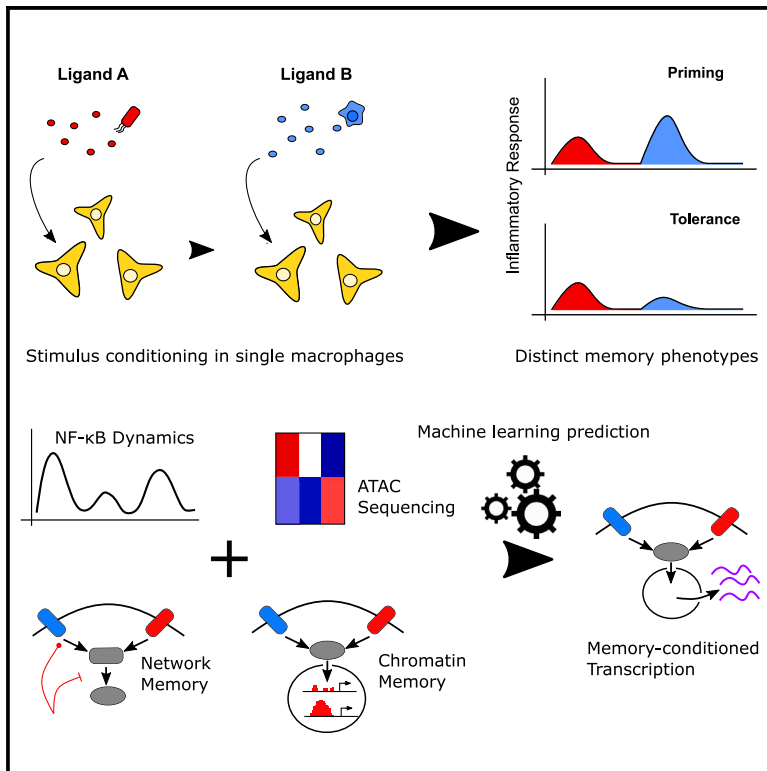 Ligand A
Ligand B
Priming
Tolerance
Inflammatory Response
Stimulus conditioning in single macrophages
Distinct memory phenotypes
NF-κB Dynamics
ATAC
Sequencing
Machine learning prediction
Network
Memory
Chromatin
Memory
Memory-conditioned
Transcription